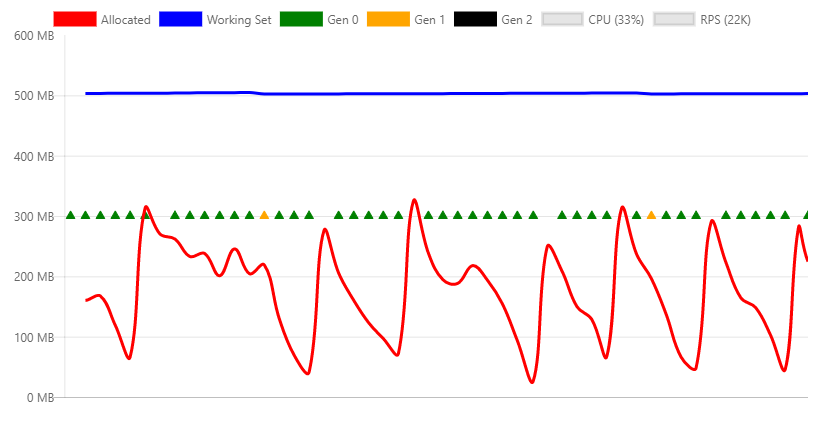 Allocated Working Set Gen 0 Gen 1 Gen 2 CPU (33%) RPS (22K)
600 MB
500 MB
400 MB
300 MB
200 MB
100 MB
0 MB